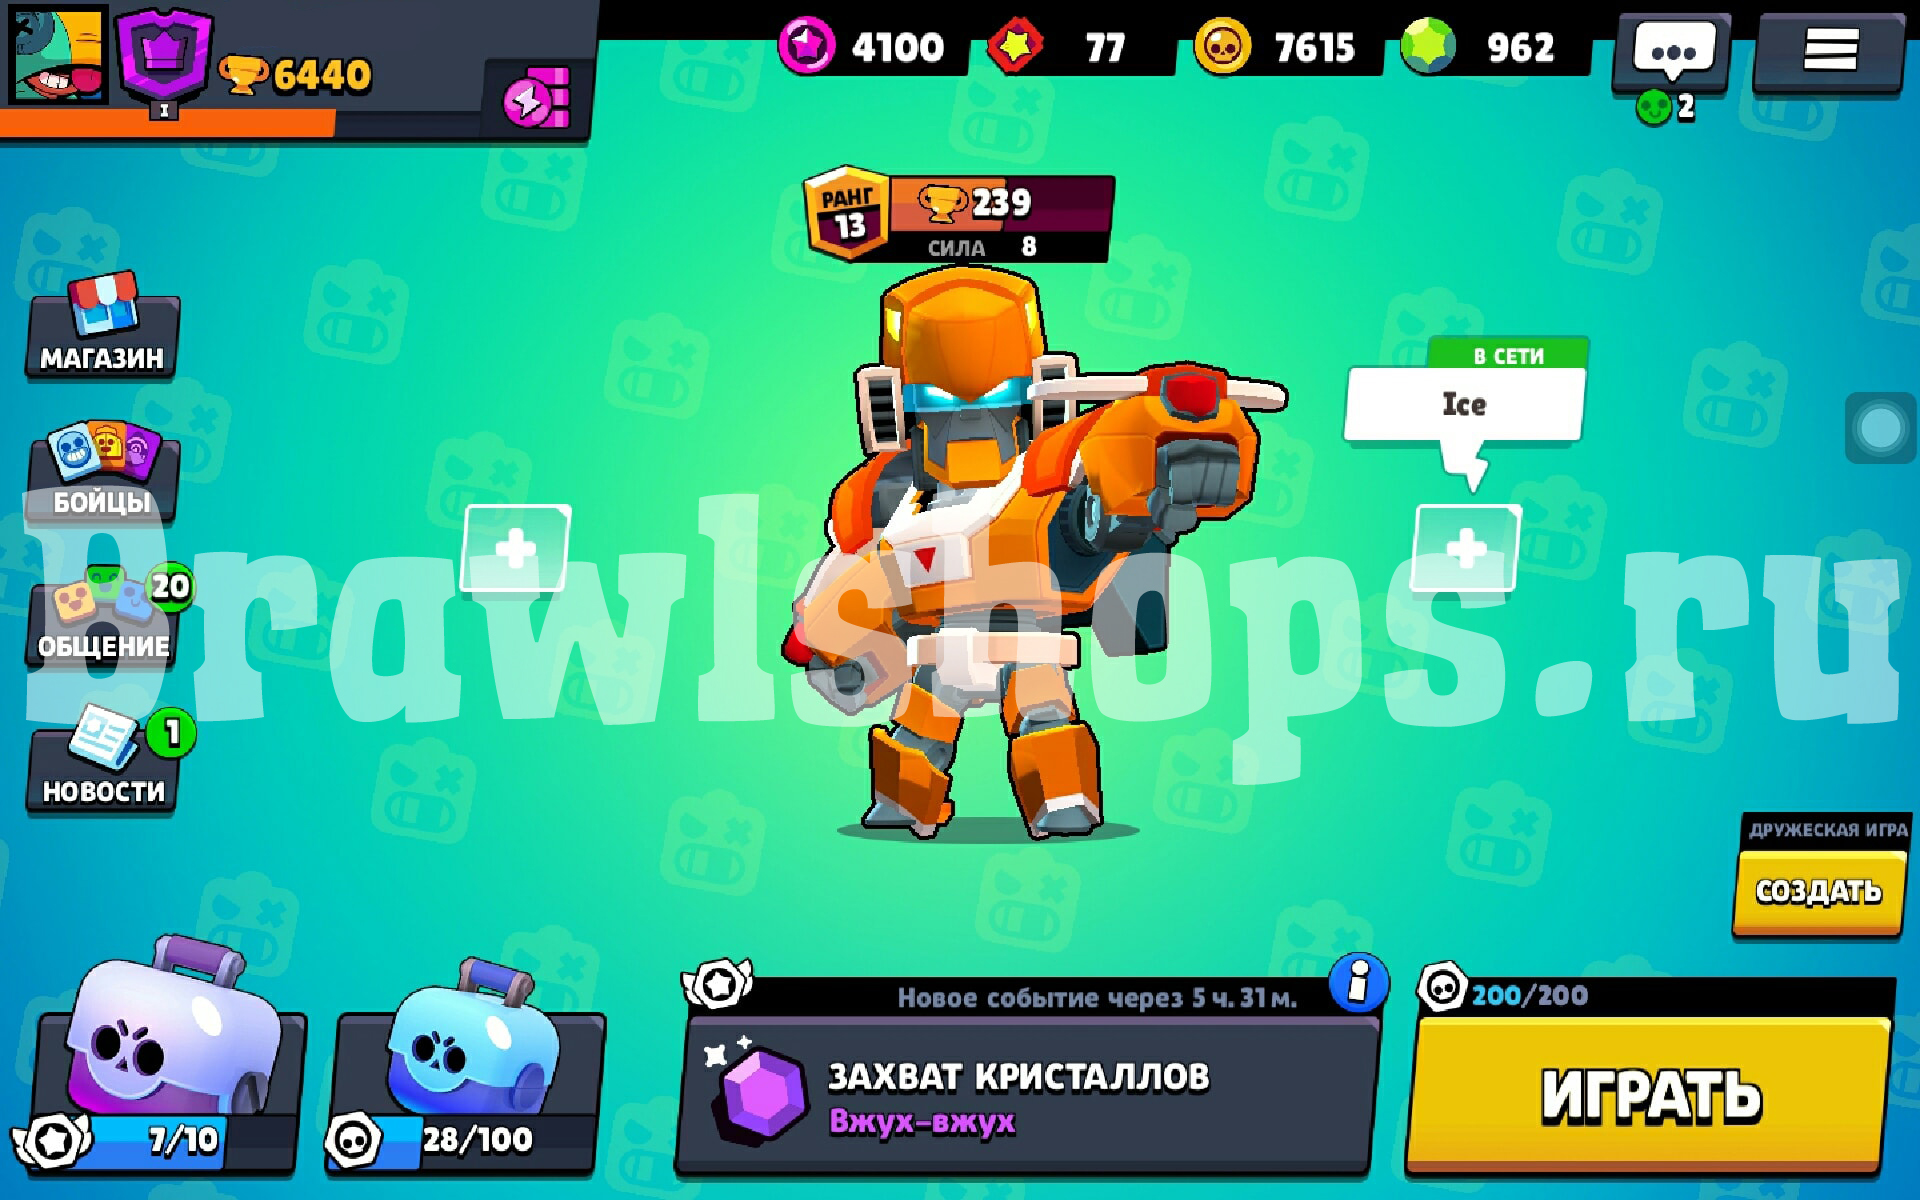 I
6440
4100
77
7615
962
2
РАНГ
13
239
СИЛА 8
МАГАЗИН
БОЙЦЫ
20
ОБЩЕНИЕ
1
НОВОСТИ
В СЕТИ
Ice
Brawlshops.ru
ДРУЖЕСКАЯ ИГРА
СОЗДАТЬ
7/10
28/100
Новое событие через 5 ч. 31 м.
i
ЗАХВАТ КРИСТАЛЛОВ
Вжух-вжух
200/200
ИГРАТЬ